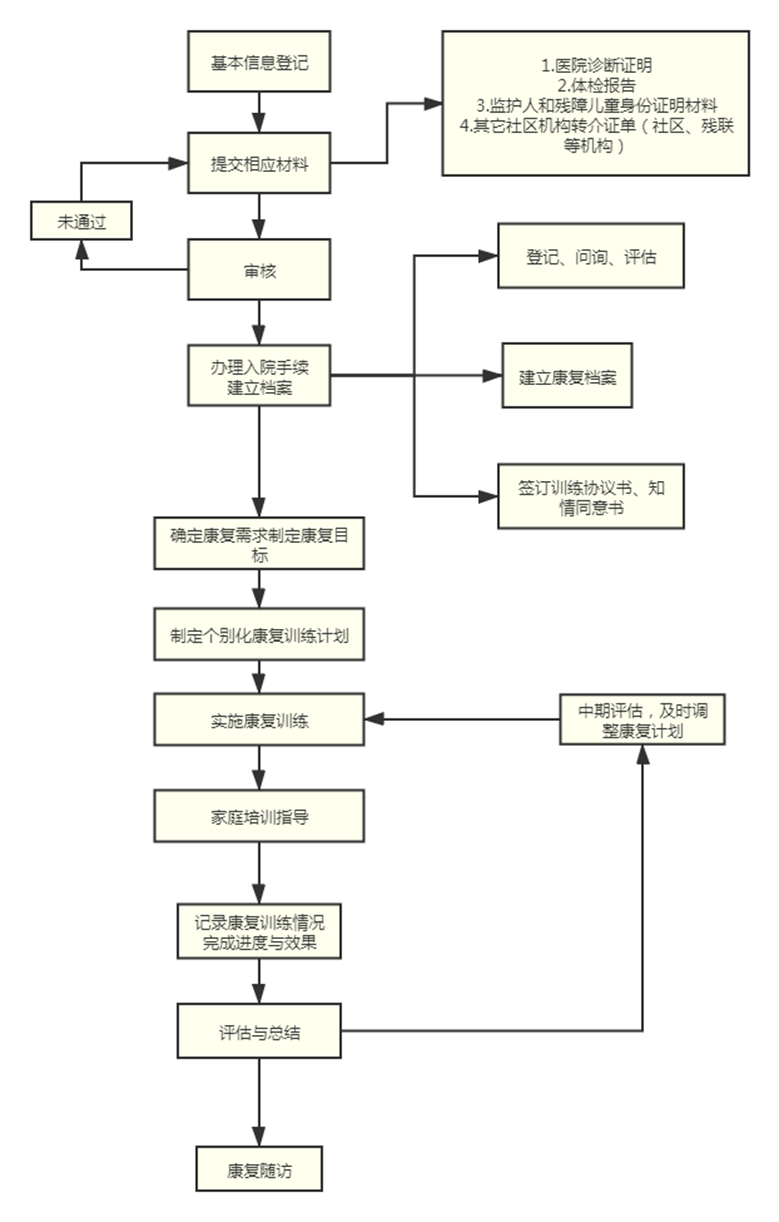 基本信息登记
1.医院诊断证明
2.体检报告
3.监护人和残障儿童身份证明材料
4.其它社区机构转介证单（社区、残联
等机构）
提交相应材料
未通过
审核
登记、问询、评估
办理入院手续
建立档案
建立康复档案
签订训练协议书、知
情同意书
确定康复需求制定康复目
标
制定个别化康复训练计划
实施康复训练
中期评估，及时调
整康复计划
家庭培训指导
记录康复训练情况
完成进度与效果
评估与总结
康复随访